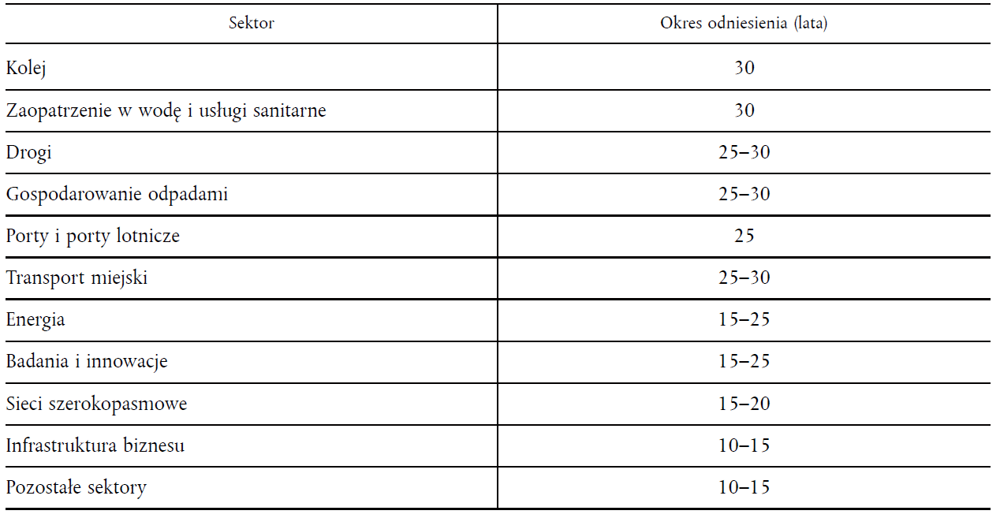 Sektor Okres odniesienia (lata)
Kolej 30
Zaopatrzenie w wodę i usługi sanitarne 30
Drogi 25–30
Gospodarowanie odpadami 25–30
Porty i porty lotnicze 25
Transport miejski 25–30
Energia 15–25
Badania i innowacje 15–25
Sieci szerokopasmowe 15–20
Infrastruktura biznesu 10–15
Pozostałe sektory 10–15